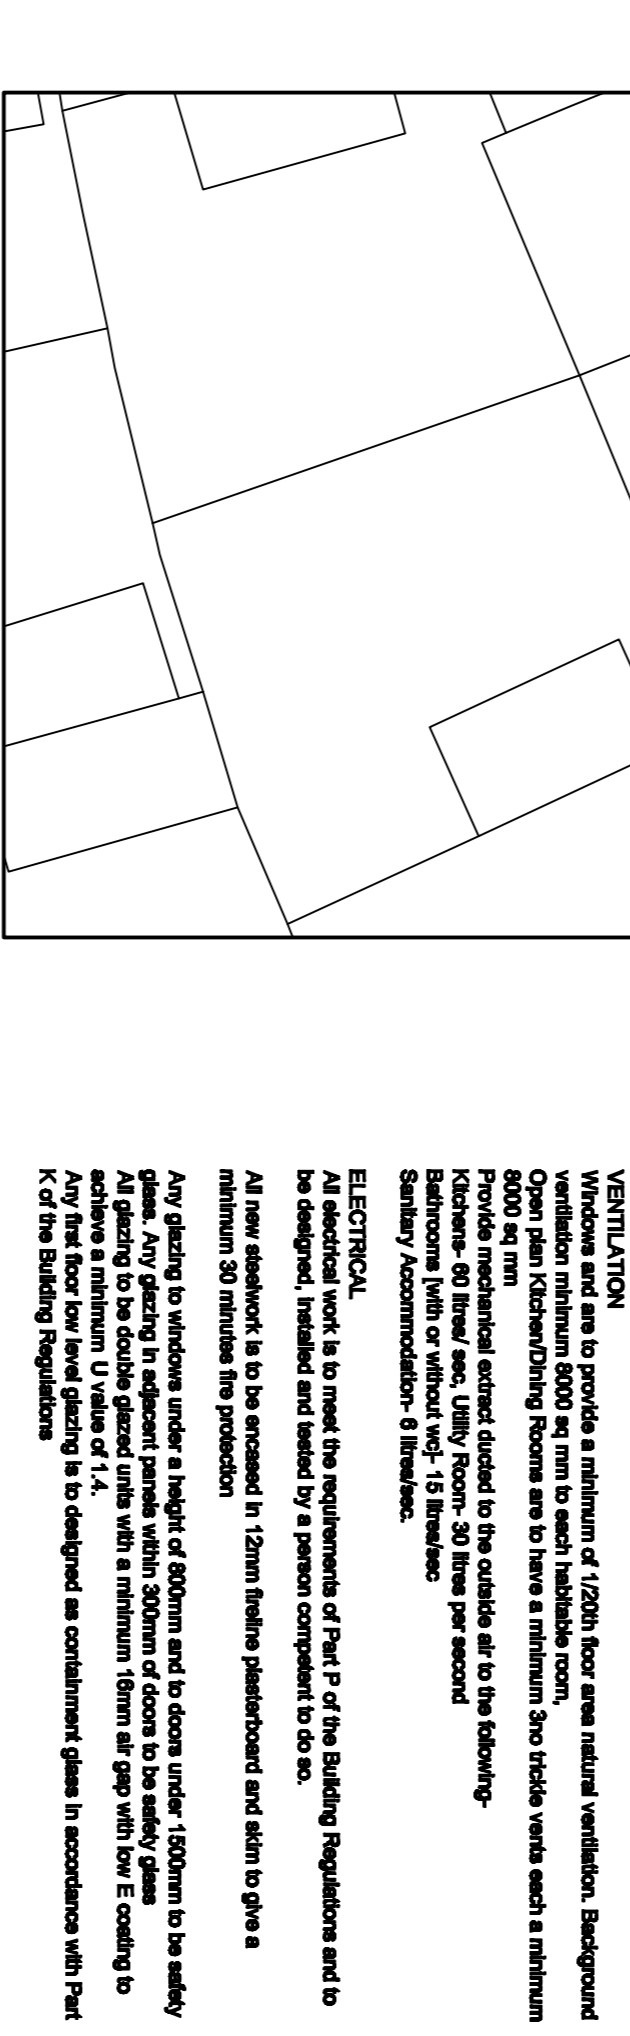 VENTILATION
Windows and are to provide a minimum of 1/20th floor area natural ventilation. Background
ventilation minimum 8000 sq mm to each habitable room,
Open plan Kitchen/Dining Rooms are to have a minimum 3no trickle vents each a minimum
8000 sq mm
Provide mechanical extract ducted to the outside air to the following-
Kitchens- 60 litres/ sec, Utility Room- 30 litres per second
Bathrooms [with or without wc]- 15 litres/sec
Sanitary Accommodation- 6 litres/sec.
ELECTRICAL
All electrical work is to meet the requirements of Part P of the Building Regulations and to
be designed, installed and tested by a person competent to do so.
All new steelwork is to be encased in 12mm fireline plasterboard and skim to give a
minimum 30 minutes fire protection
Any glazing to windows under a height of 800mm and to doors under 1500mm to be safety
glass. Any glazing in adjacent panels within 300mm of doors to be safety glass
All glazing to be double glazed units with a minimum 16mm air gap with low E coating to
achieve a minimum U value of 1.4.
Any first floor low level glazing is to designed as containment glass in accordance with Part
K of the Building Regulations